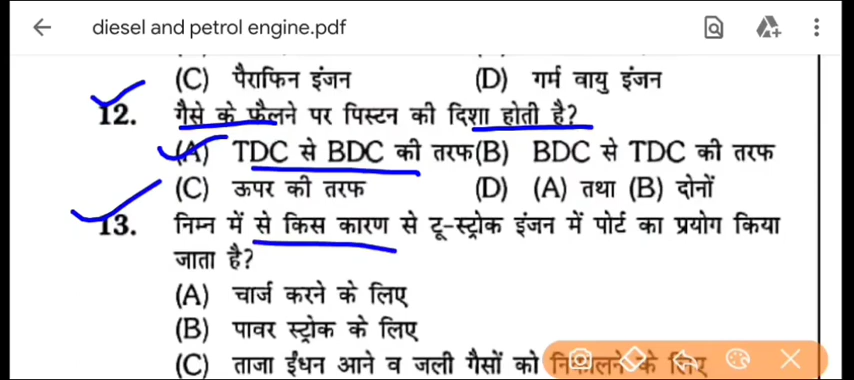 diesel and petrol engine.pdf
(C) पैराफिन इंजन (D) गर्म वायु इंजन
12. गैसे के फैलने पर पिस्टन की दिशा होती है?
(A) TDC से BDC की तरफ(B) BDC से TDC की तरफ
(C) ऊपर की तरफ (D) (A) तथा (B) दोनों
13. निम्न में से किस कारण से टू-स्ट्रोक इंजन में पोर्ट का प्रयोग किया
जाता है?
(A) चार्ज करने के लिए
(B) पावर स्ट्रोक के लिए
(C) ताजा ईंधन आने व जली गैसों को निकालने के लिए